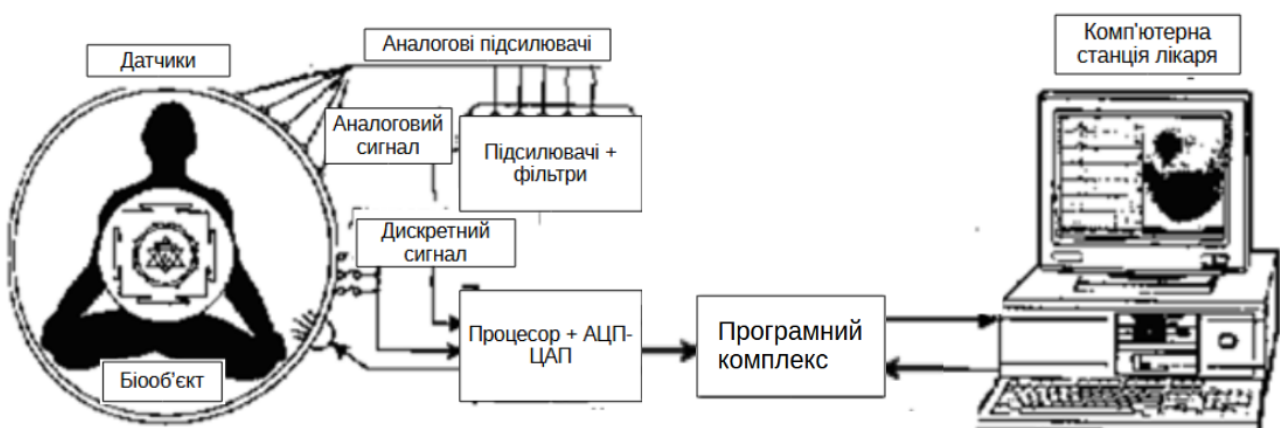 Датчики
Аналогові підсилювачі
Комп'ютерна
станція лікаря
Аналоговий
сигнал
Підсилювачі +
фільтри
Дискретний
сигнал
Процесор + АЦП-
ЦАП
Програмний
комплекс
Біооб'єкт